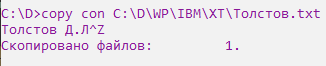 C:\D>copy con C:\D\WP\IBM\XT\Толстов.txt
Толстов Д.Л^Z
Скопировано файлов:         1.